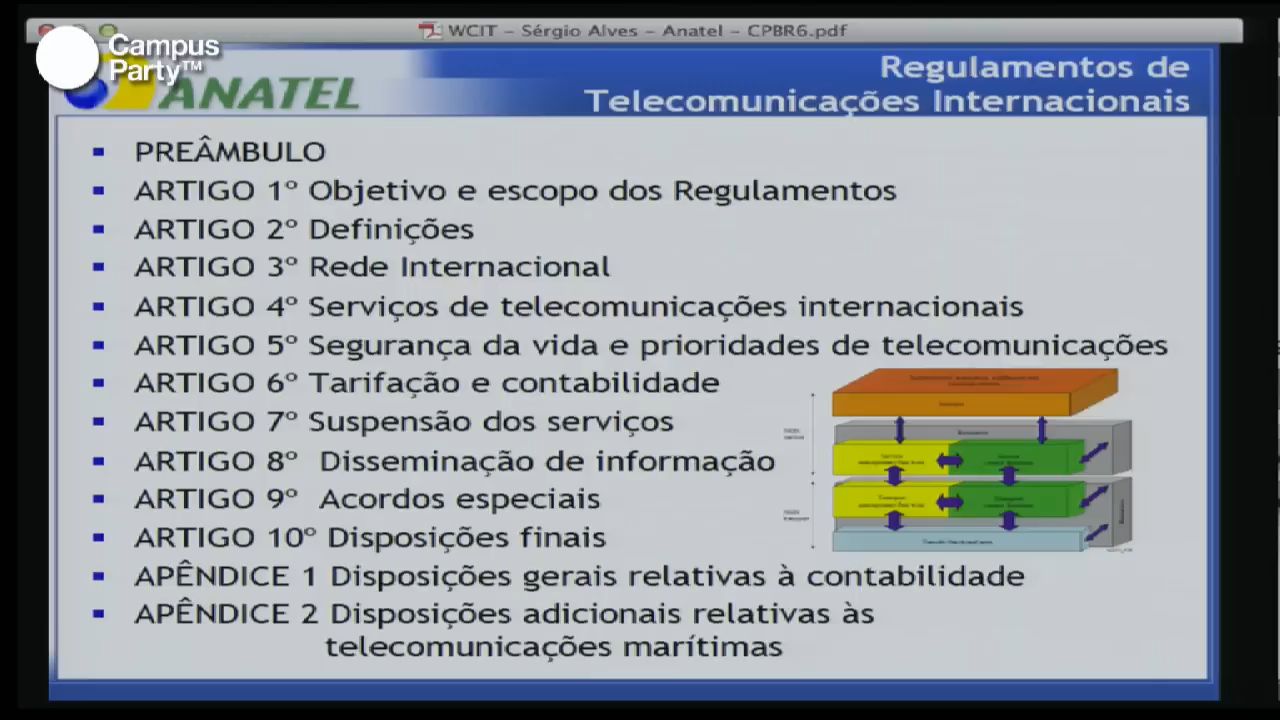 WCIT – Sérgio Alves – Anatel – CPBR6.pdf
Campus
Party™
ANATEL
Regulamentos de
Telecomunicações Internacionais
▪ PREÂMBULO
▪ ARTIGO 1º Objetivo e escopo dos Regulamentos
▪ ARTIGO 2º Definições
▪ ARTIGO 3º Rede Internacional
▪ ARTIGO 4º Serviços de telecomunicações internacionais
▪ ARTIGO 5º Segurança da vida e prioridades de telecomunicações
▪ ARTIGO 6º Tarifação e contabilidade
▪ ARTIGO 7º Suspensão dos serviços
▪ ARTIGO 8º Disseminação de informação
▪ ARTIGO 9º Acordos especiais
▪ ARTIGO 10º Disposições finais
▪ APÊNDICE 1 Disposições gerais relativas à contabilidade
▪ APÊNDICE 2 Disposições adicionais relativas às
telecomunicações marítimas